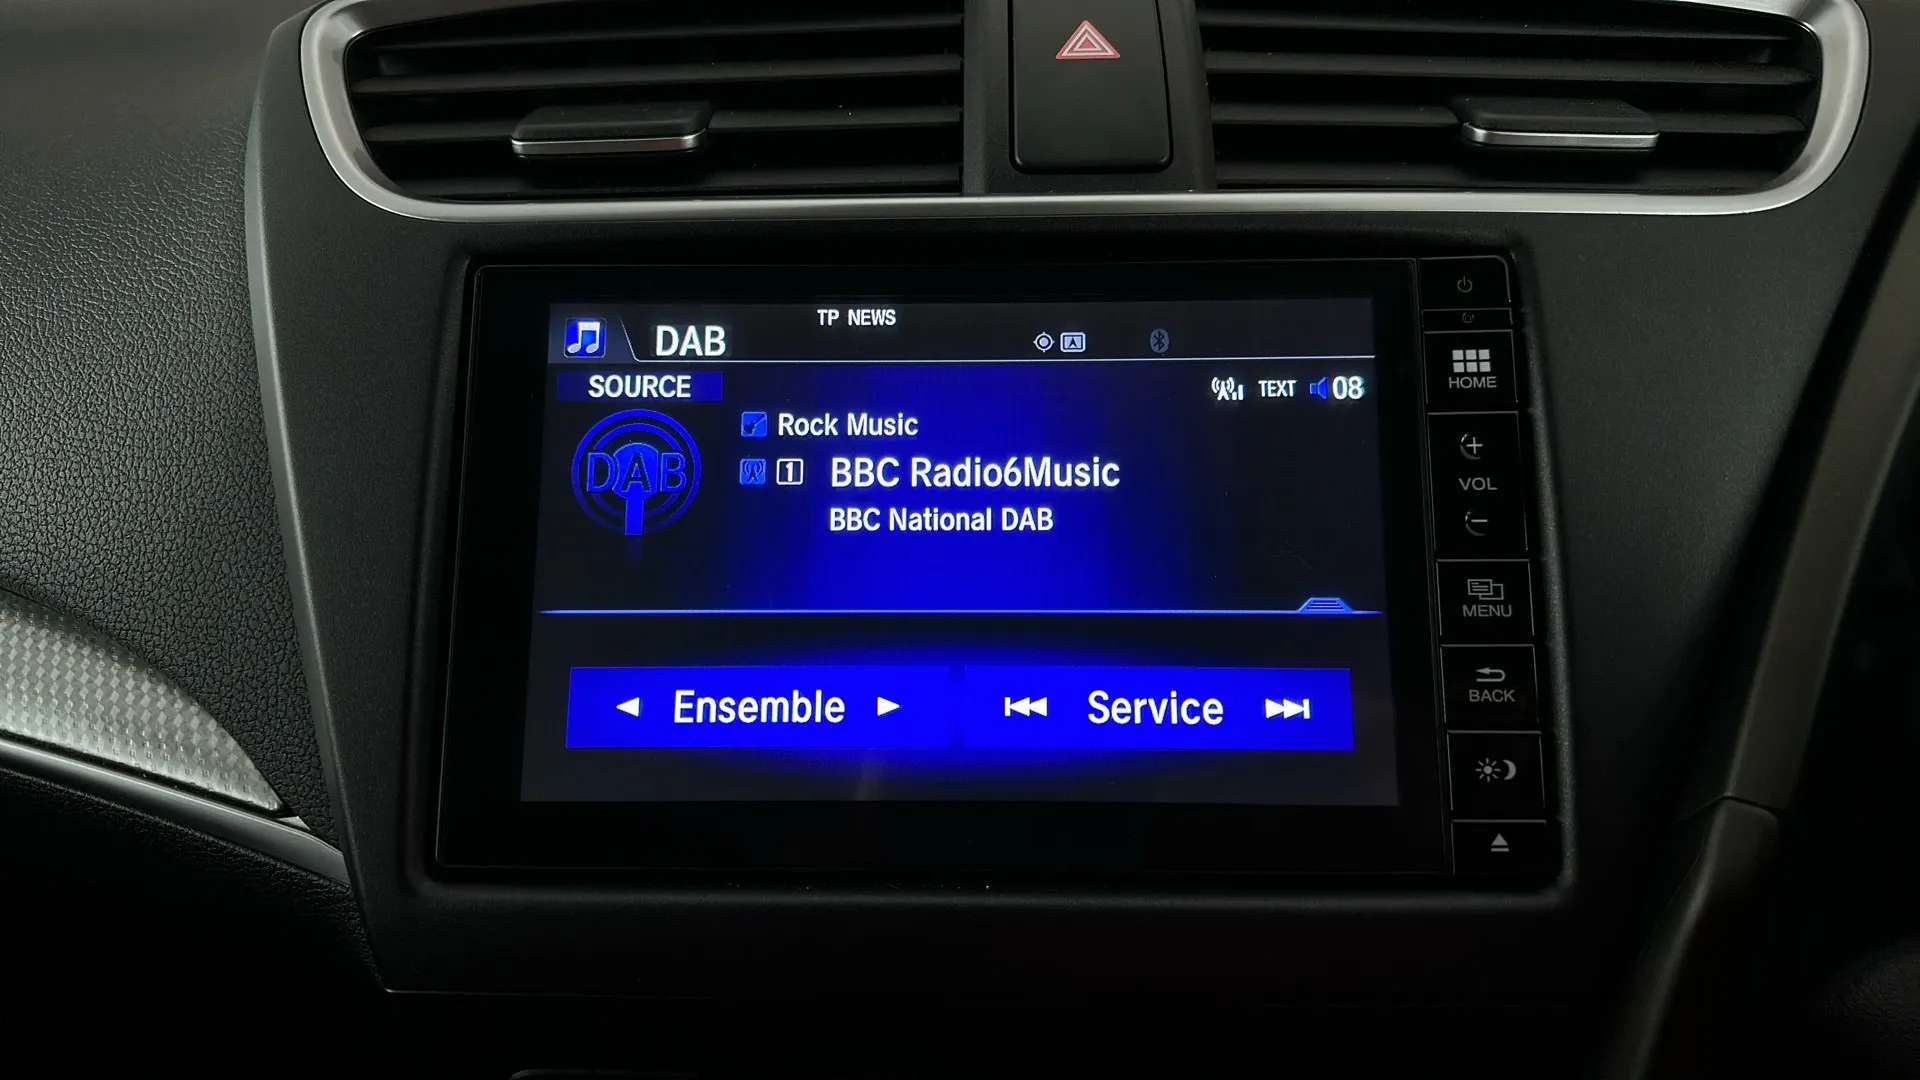 TP NEWS
DAB
SOURCE
TEXT 08
DAB
Rock Music
1 BBC Radio6Music
BBC National DAB
Ensemble
Service
HOME
VOL
MENU
BACK